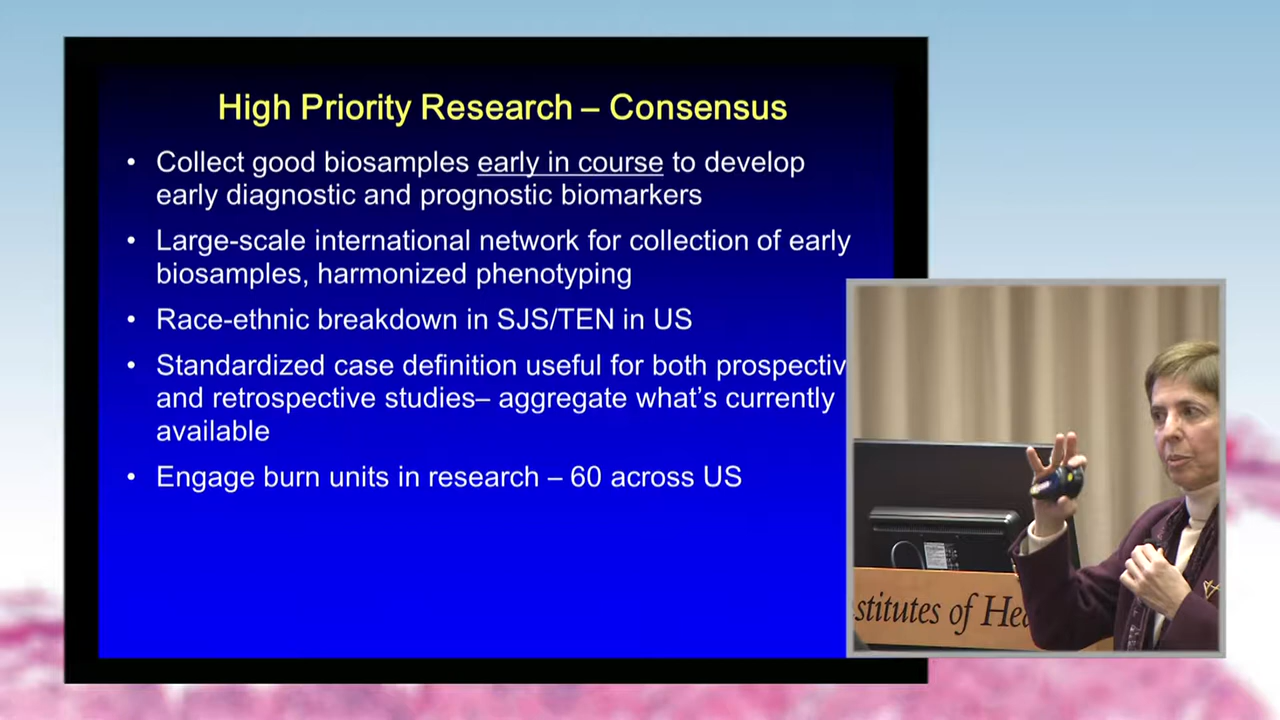 High Priority Research – Consensus
• Collect good biosamples early in course to develop
early diagnostic and prognostic biomarkers
• Large-scale international network for collection of early
biosamples, harmonized phenotyping
• Race-ethnic breakdown in SJS/TEN in US
• Standardized case definition useful for both prospectiv
and retrospective studies– aggregate what's currently
available
• Engage burn units in research – 60 across US
stitutes of Hea